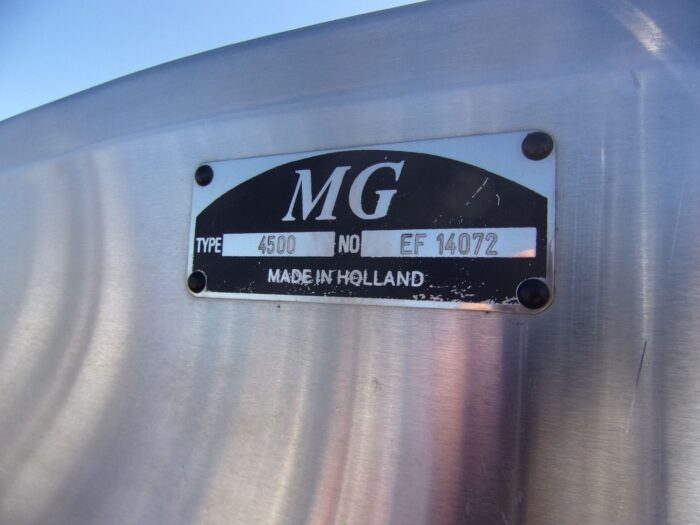 MG
TYPE 4500 NO EF 14072
MADE IN HOLLAND